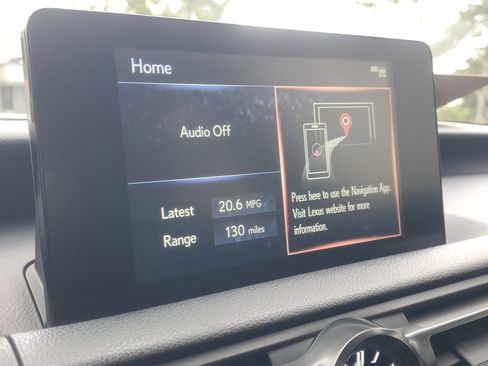 Home
Audio Off
Latest 20.6 MPG
Range 130 miles
Press here to use the Navigation App.
Visit Lexus website for more
information.